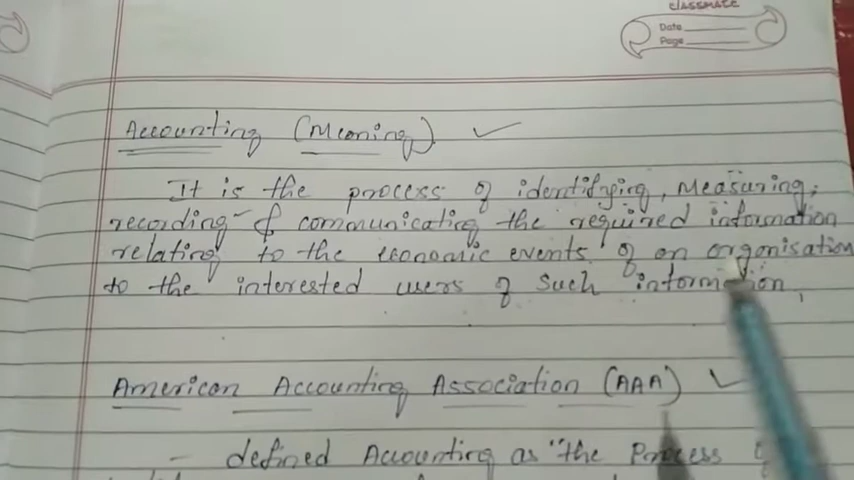 classmate
Date
Page
Accounting (Meaning)
It is the process of identifying, Measuring,
recording & communicating the required information
relating to the economic events of an organisation
to the interested users of such information,
American Accounting Association (AAA)
- defined Accounting as "the Process